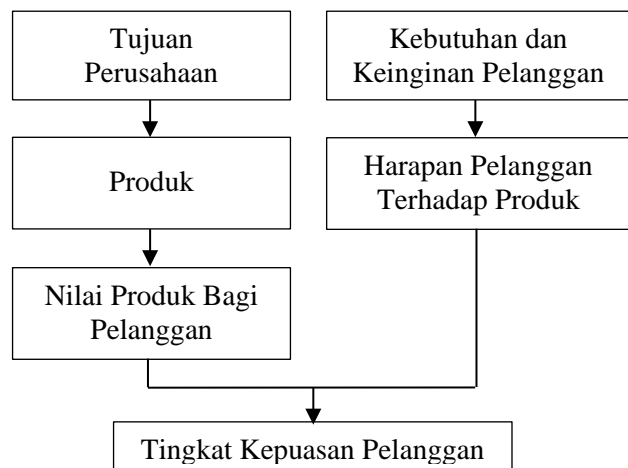 Tujuan
Perusahaan
Kebutuhan dan
Keinginan Pelanggan
Produk
Harapan Pelanggan
Terhadap Produk
Nilai Produk Bagi
Pelanggan
Tingkat Kepuasan Pelanggan